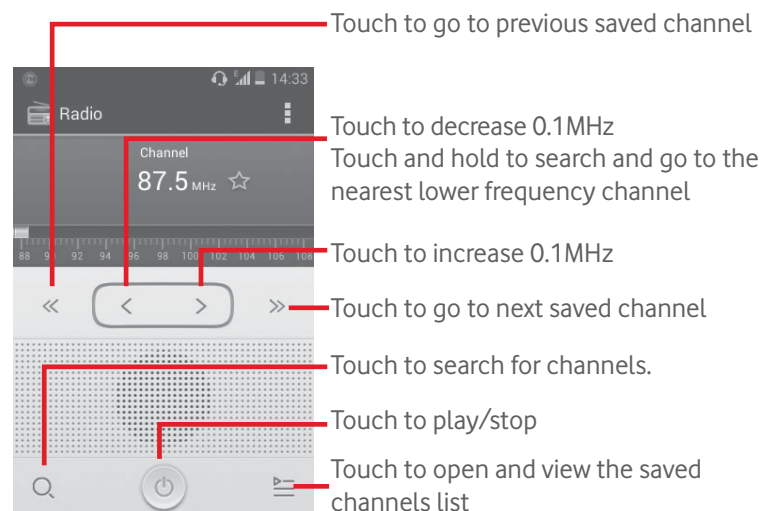 Touch to go to previous saved channel
14:33
Radio
Touch to decrease 0.1MHz
Touch and hold to search and go to the
nearest lower frequency channel
Channel
87.5 MHz
88 90 92 94 96 98 100 102 104 106 108
Touch to increase 0.1MHz
Touch to go to next saved channel
Touch to search for channels.
Touch to play/stop
Touch to open and view the saved
channels list